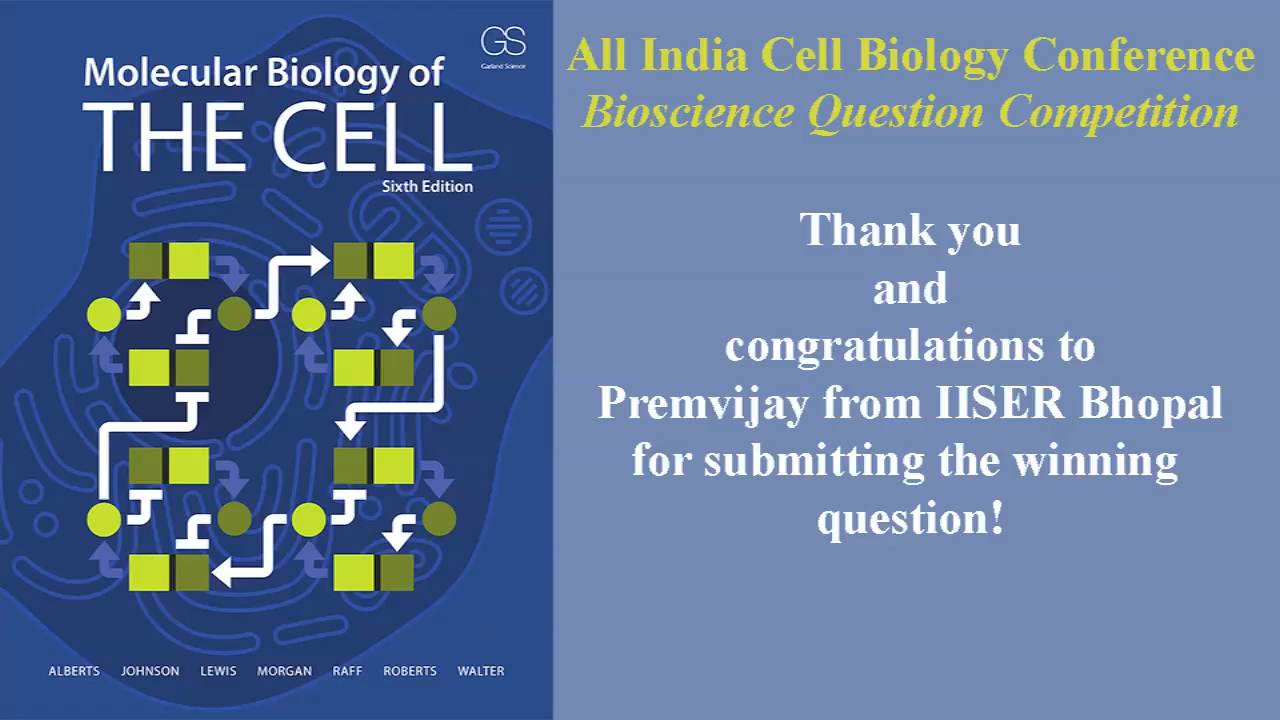 GS
Garland Science
Molecular Biology of
THE CELL
Sixth Edition
ALBERTS JOHNSON LEWIS MORGAN RAFF ROBERTS WALTER
All India Cell Biology Conference
Bioscience Question Competition
Thank you
and
congratulations to
Premvijay from IISER Bhopal
for submitting the winning
question!